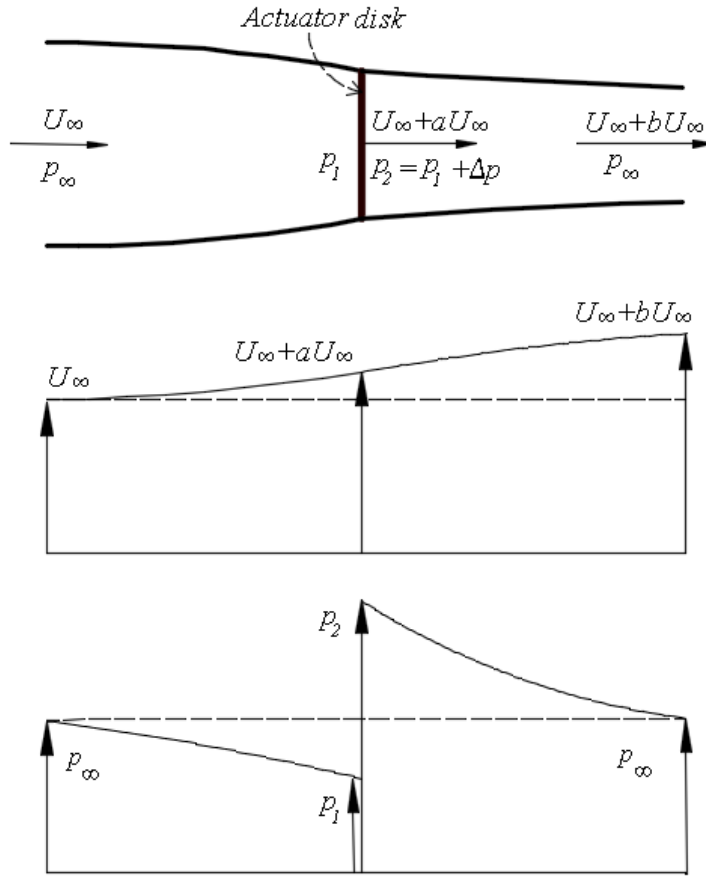 Actuator disk
U∞ U∞+aU∞ U∞+bU∞
p∞ p1 p2 = p1 + Δp p∞
U∞+bU∞
U∞+aU∞
U∞
p2
p∞ p∞
p1